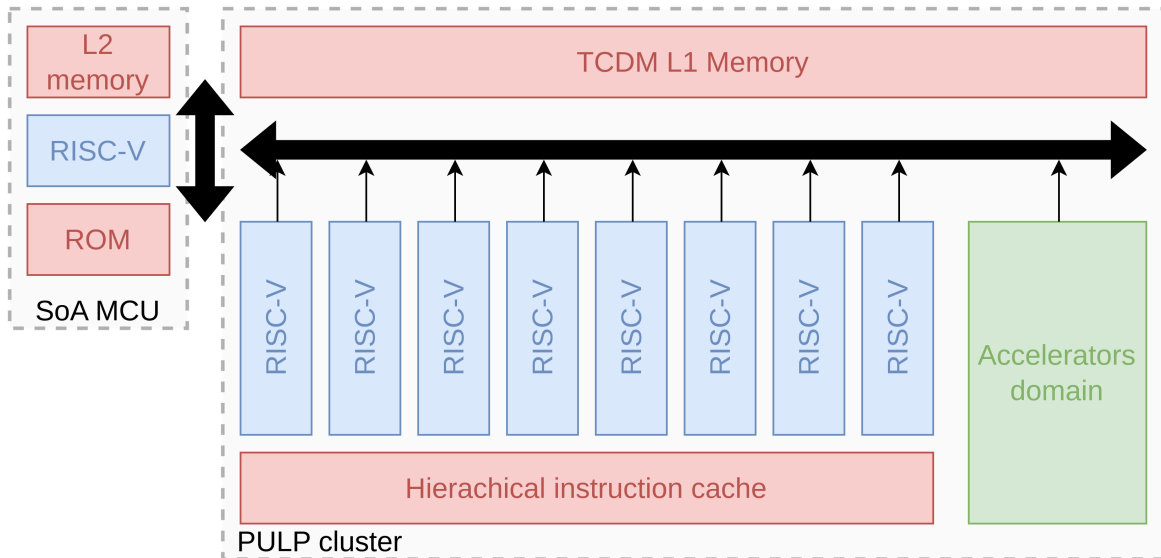 L2
memory
RISC-V
ROM
SoA MCU
TCDM L1 Memory
RISC-V
RISC-V
RISC-V
RISC-V
RISC-V
RISC-V
RISC-V
RISC-V
Accelerators
domain
Hierachical instruction cache
PULP cluster